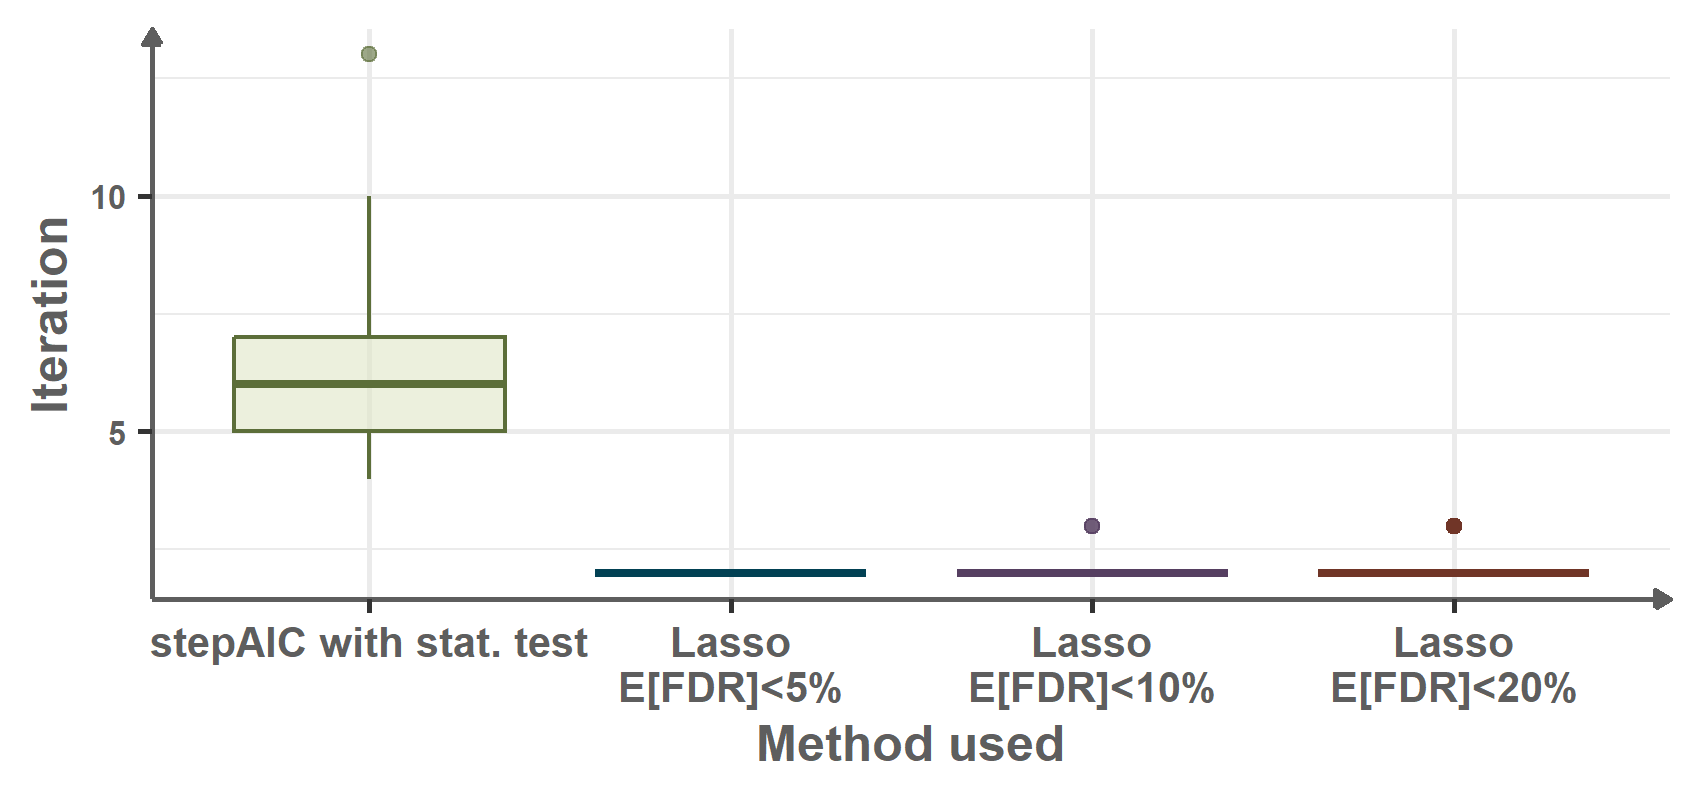 Iteration
10
5
stepAIC with stat. test
Lasso
E[FDR]<5%
Lasso
E[FDR]<10%
Lasso
E[FDR]<20%
Method used